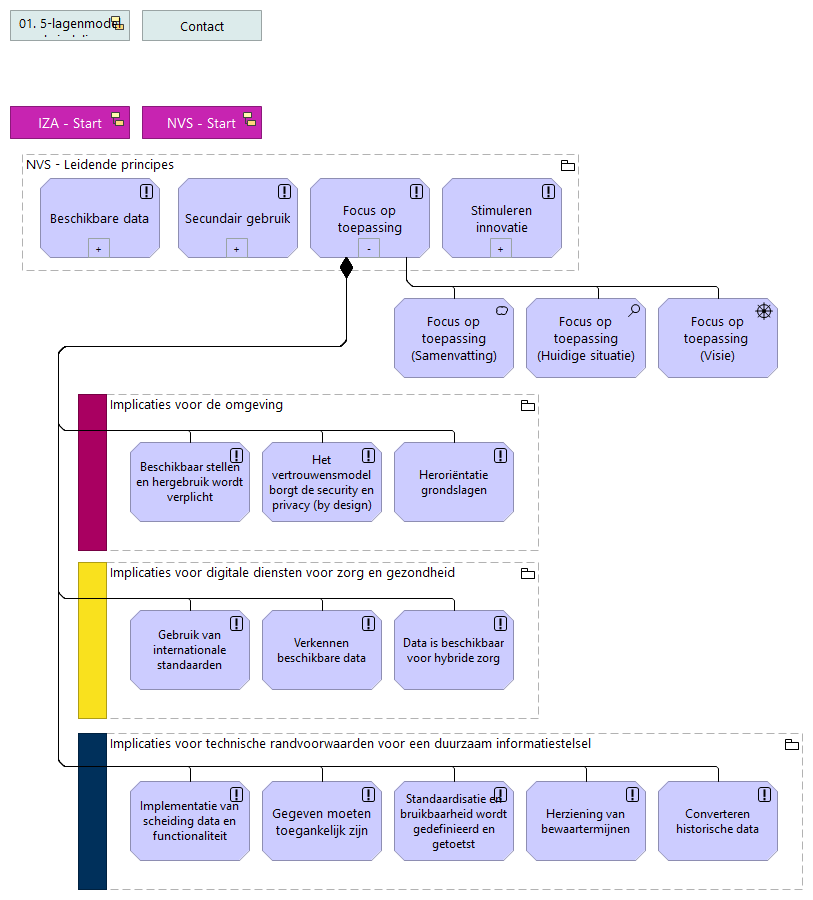 01. 5-lagenmodel
Contact
IZA - Start
NVS - Start
NVS - Leidende principes
Beschikbare data
+
Secundair gebruik
+
Focus op
toepassing
-
Stimuleren
innovatie
+
Focus op
toepassing
(Samenvatting)
Focus op
toepassing
(Huidige situatie)
Focus op
toepassing
(Visie)
Implicaties voor de omgeving
Beschikbaar stellen
en hergebruik wordt
verplicht
Het
vertrouwensmodel
borgt de security en
privacy (by design)
Heroriëntatie
grondslagen
Implicaties voor digitale diensten voor zorg en gezondheid
Gebruik van
internationale
standaarden
Verkennen
beschikbare data
Data is beschikbaar
voor hybride zorg
Implicaties voor technische randvoorwaarden voor een duurzaam informatiestelsel
Implementatie van
scheiding data en
functionaliteit
Gegeven moeten
toegankelijk zijn
Standaardisatie en
bruikbaarheid wordt
gedefinieerd en
getoetst
Herziening van
bewaartermijnen
Converteren
historische data